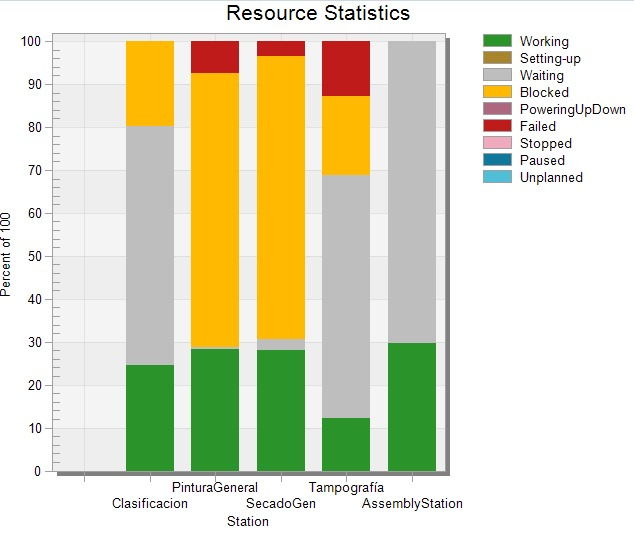 Resource Statistics
100
90
80
70
60
50
40
30
20
10
0
Percent of 100
PinturaGeneral
Tampografía
Clasificacion
SecadoGen
AssemblyStation
Station
Working
Setting-up
Waiting
Blocked
PoweringUpDown
Failed
Stopped
Paused
Unplanned